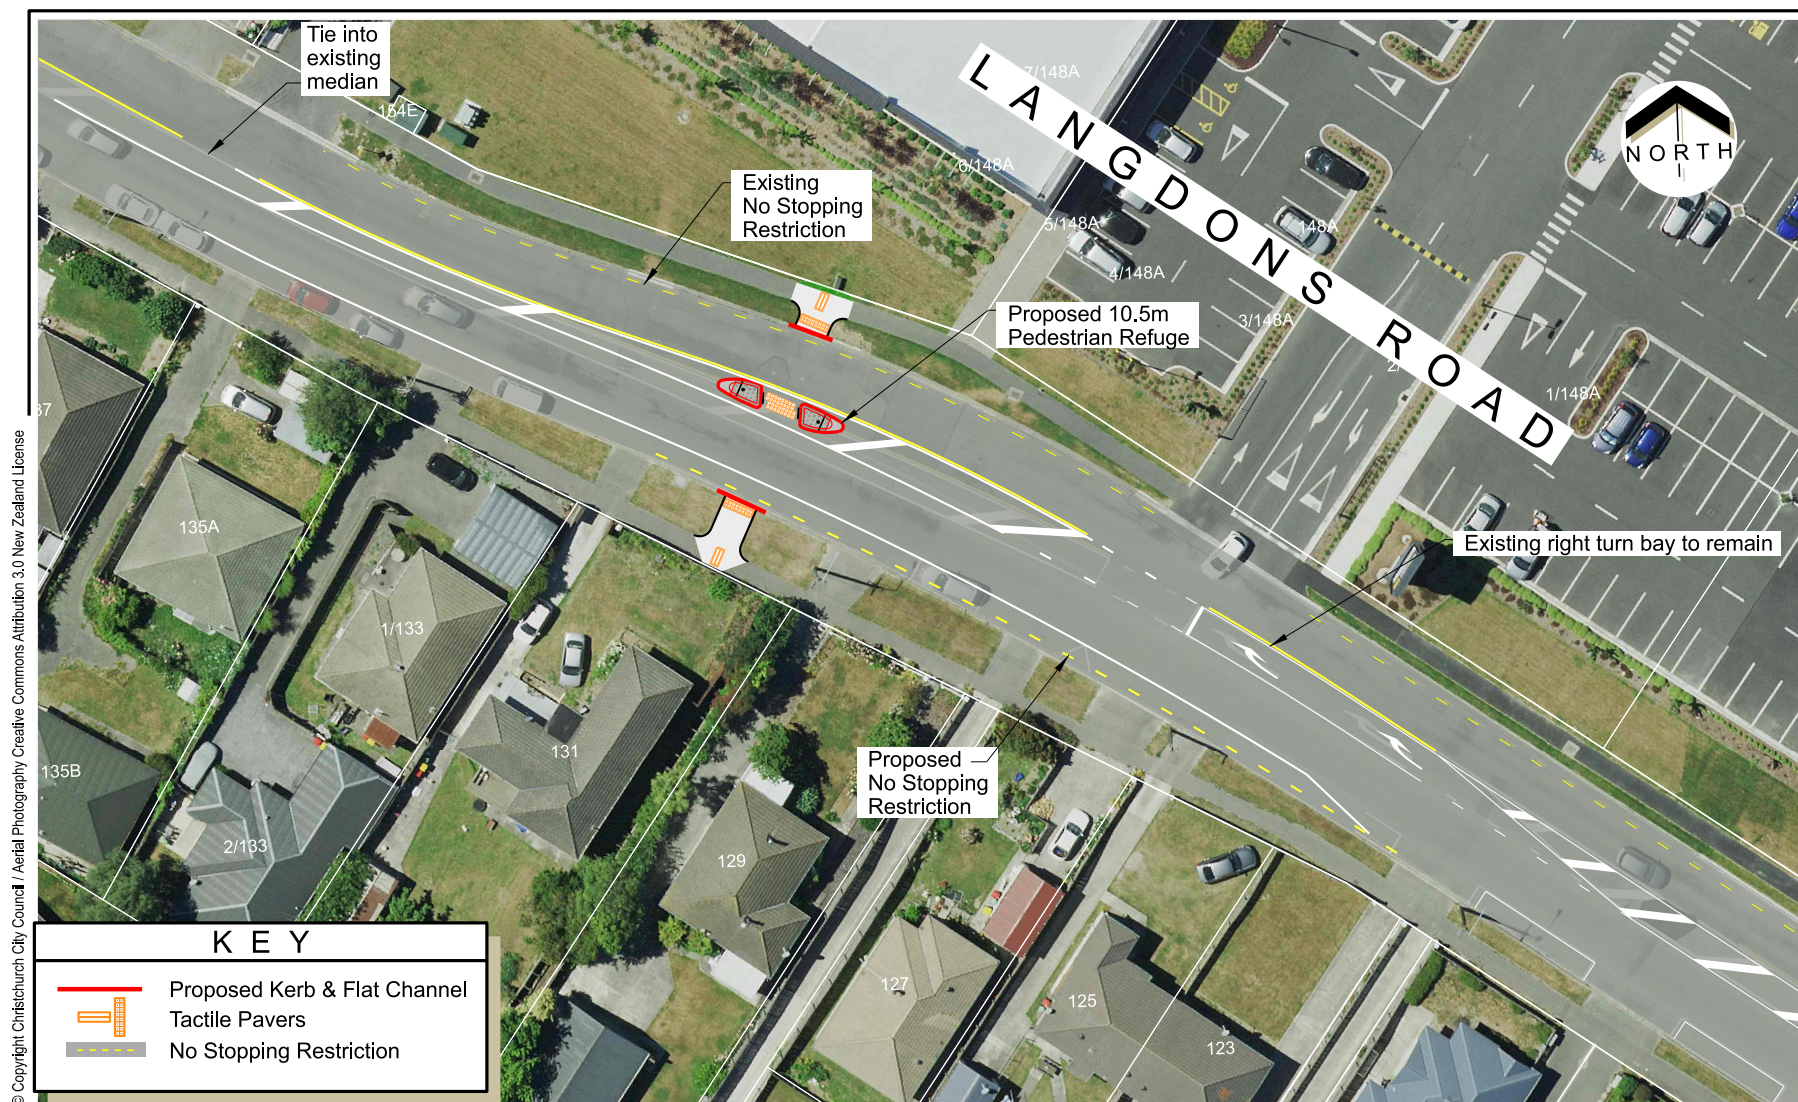 Tie into
existing
median
154E
7/148A
LANGDONS ROAD
NORTH
6/148A
Existing
No Stopping
Restriction
5/148A
148A
4/148A
3/148A
Proposed 10.5m
Pedestrian Refuge
1/148A
37
135A
Existing right turn bay to remain
1/133
131
135B
Proposed
No Stopping
Restriction
2/133
129
127
125
123
KEY
Proposed Kerb & Flat Channel
Tactile Pavers
No Stopping Restriction
© Copyright Christchurch City Council / Aerial Photography Creative Commons Attribution 3.0 New Zealand License